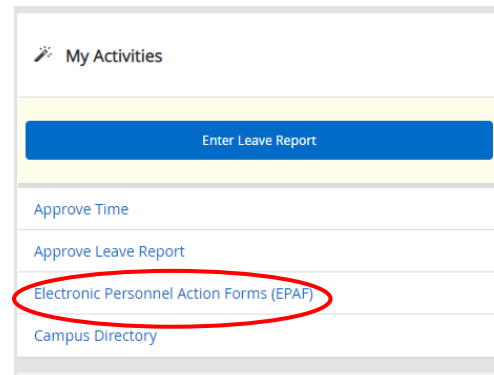 My Activities
Enter Leave Report
Approve Time
Approve Leave Report
Electronic Personnel Action Forms (EPAF)
Campus Directory